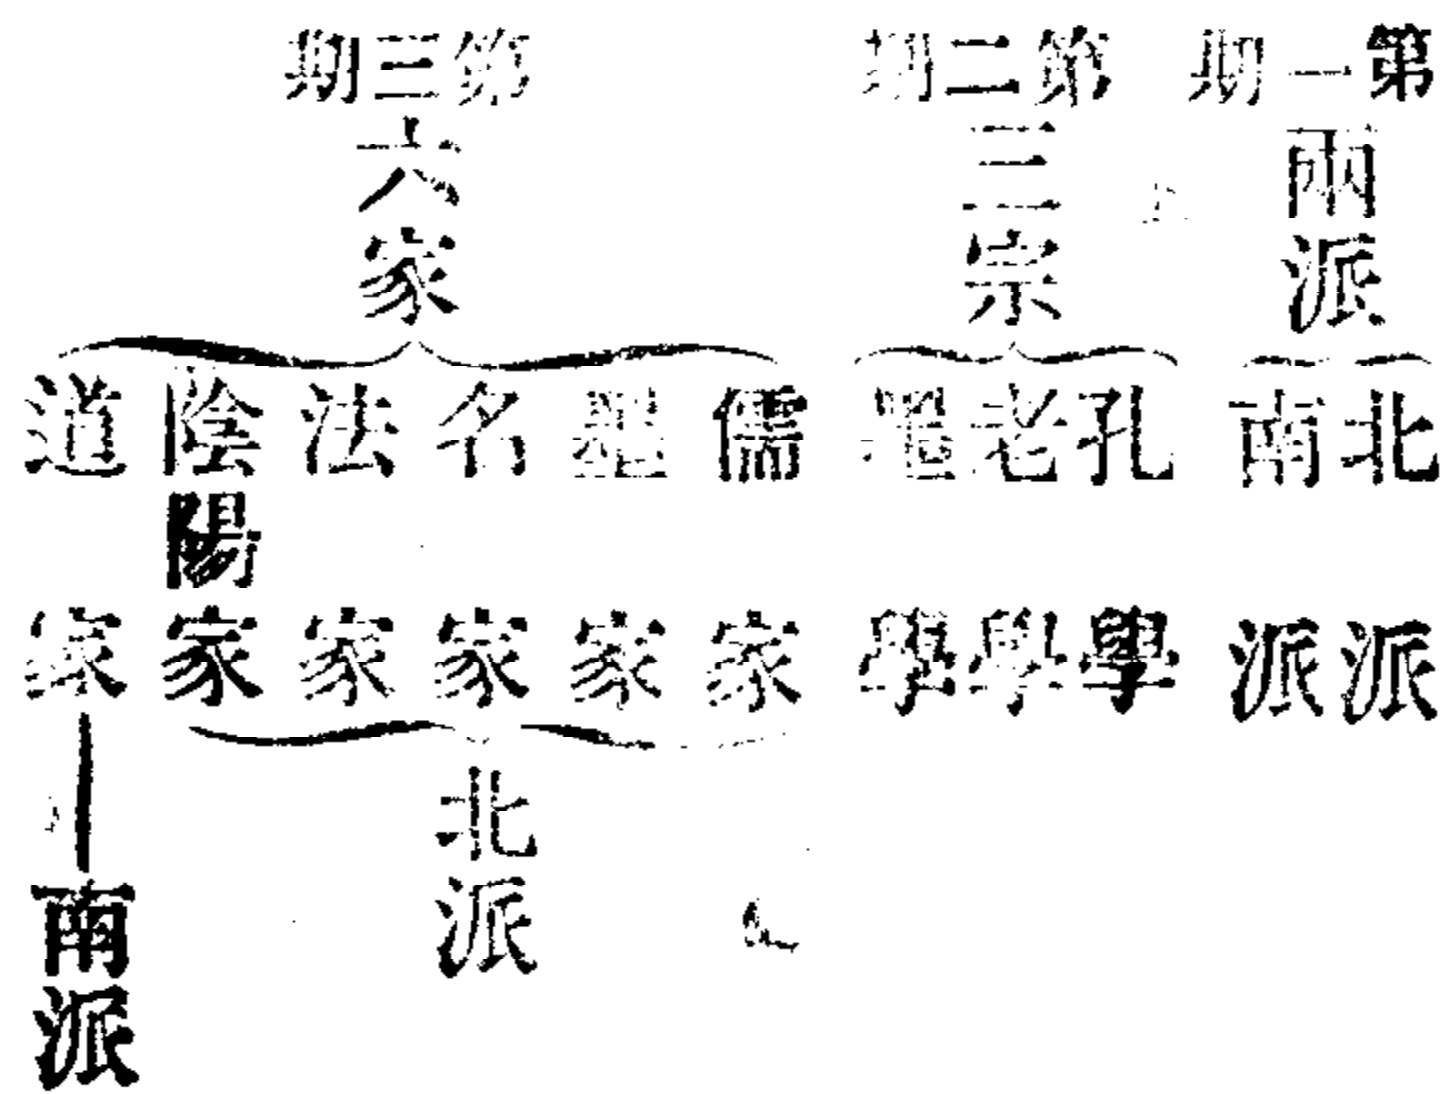 第一期
兩派
北派
南派
第二期
三宗
孔學
老學
墨學
第三期
六家
儒家
墨家
名家
法家
陰陽家
道家
北派
南派